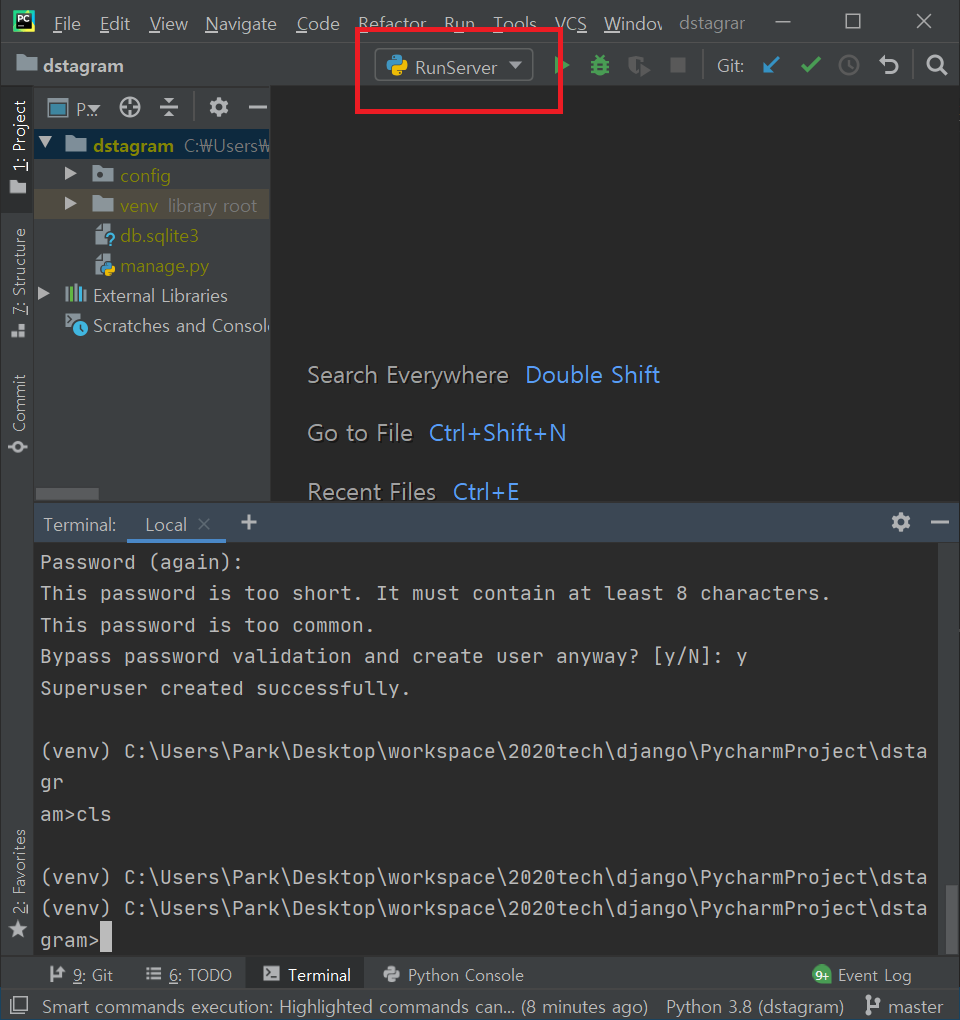 PC File Edit View Navigate Code Refactor Run Tools VCS Window dstagram
dstagram RunServer Git:
P...
1: Project
dstagram C:₩Users₩
config
venv library root
db.sqlite3
manage.py
External Libraries
Scratches and Consol
7: Structure
Commit
Search Everywhere Double Shift
Go to File Ctrl+Shift+N
Recent Files Ctrl+E
Terminal: Local × +
Password (again):
This password is too short. It must contain at least 8 characters.
This password is too common.
Bypass password validation and create user anyway? [y/N]: y
Superuser created successfully.
(venv) C:\Users\Park\Desktop\workspace\2020tech\django\PycharmProject\dsta
gr
am>cls
(venv) C:\Users\Park\Desktop\workspace\2020tech\django\PycharmProject\dsta
(venv) C:\Users\Park\Desktop\workspace\2020tech\django\PycharmProject\dsta
gram>
2: Favorites
9: Git 6: TODO Terminal Python Console 9+ Event Log
Smart commands execution: Highlighted commands can... (8 minutes ago) Python 3.8 (dstagram) master